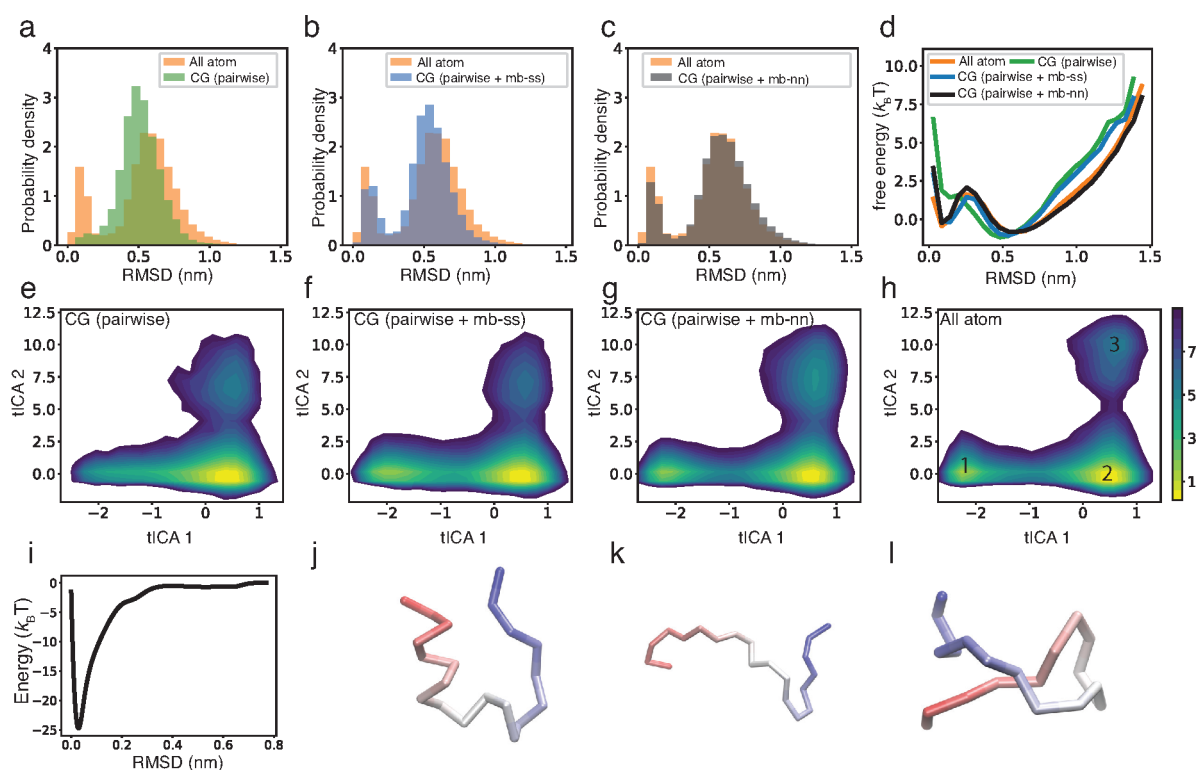 a
b
c
d
4
3
2
1
0
Probability density
All atom
CG (pairwise)
0.0 0.5 1.0 1.5
RMSD (nm)
4
3
2
1
0
Probability density
All atom
CG (pairwise + mb-ss)
0.0 0.5 1.0 1.5
RMSD (nm)
4
3
2
1
0
Probability density
All atom
CG (pairwise + mb-nn)
0.0 0.5 1.0 1.5
RMSD (nm)
10.0
7.5
5.0
2.5
0.0
free energy (kBT)
All atom CG (pairwise)
CG (pairwise + mb-ss)
CG (pairwise + mb-nn)
0.0 0.5 1.0 1.5
RMSD (nm)
e
f
g
h
12.5
10.0
7.5
5.0
2.5
0.0
tICA 2
CG (pairwise)
−2 −1 0 1
tICA 1
12.5
10.0
7.5
5.0
2.5
0.0
tICA 2
CG (pairwise + mb-ss)
−2 −1 0 1
tICA 1
12.5
10.0
7.5
5.0
2.5
0.0
tICA 2
CG (pairwise + mb-nn)
−2 −1 0 1
tICA 1
12.5
10.0
7.5
5.0
2.5
0.0
tICA 2
All atom
3
1
2
−2 −1 0 1
tICA 1
7
5
3
1
i
j
k
l
0
−5
−10
−15
−20
−25
Energy (kBT)
0.0 0.2 0.4 0.6 0.8
RMSD (nm)